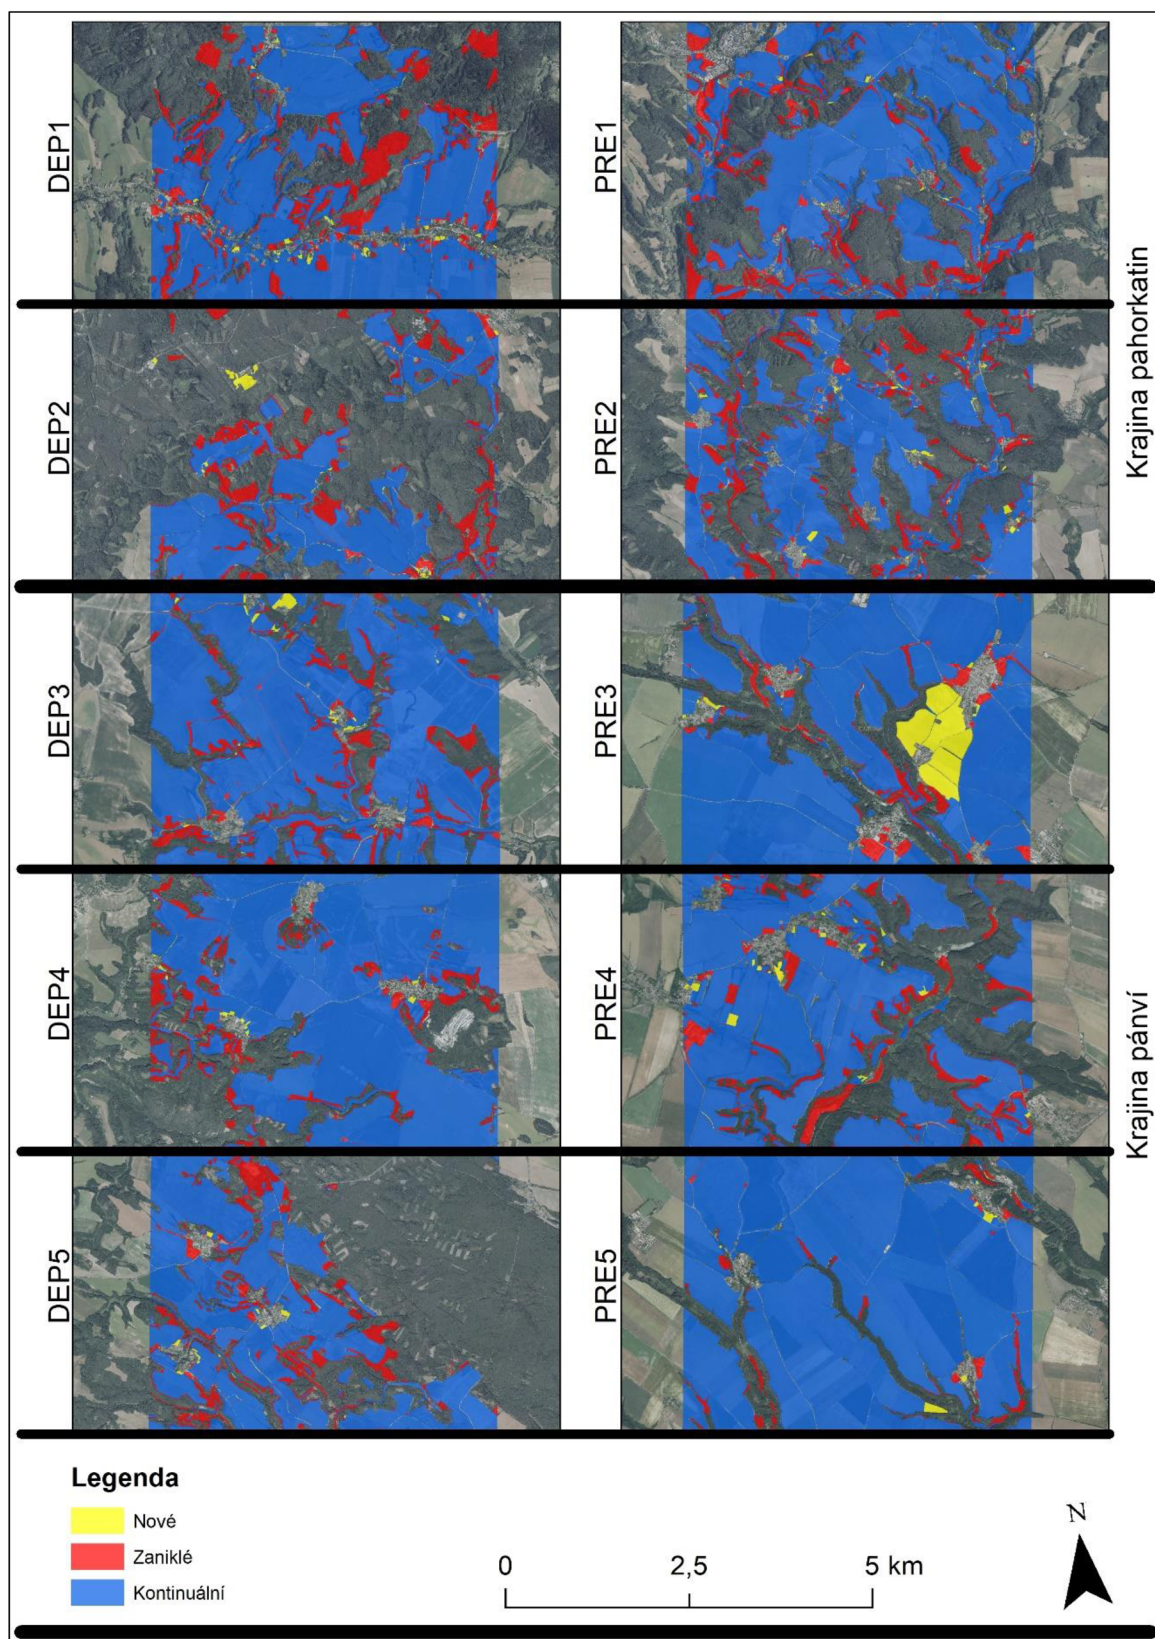 DEP1
PRE1
Krajina pahorkatin
DEP2
PRE2
DEP3
PRE3
DEP4
PRE4
Krajina pánví
DEP5
PRE5
Legenda
Nové
Zaniklé
Kontinuální
0
2,5
5 km
N